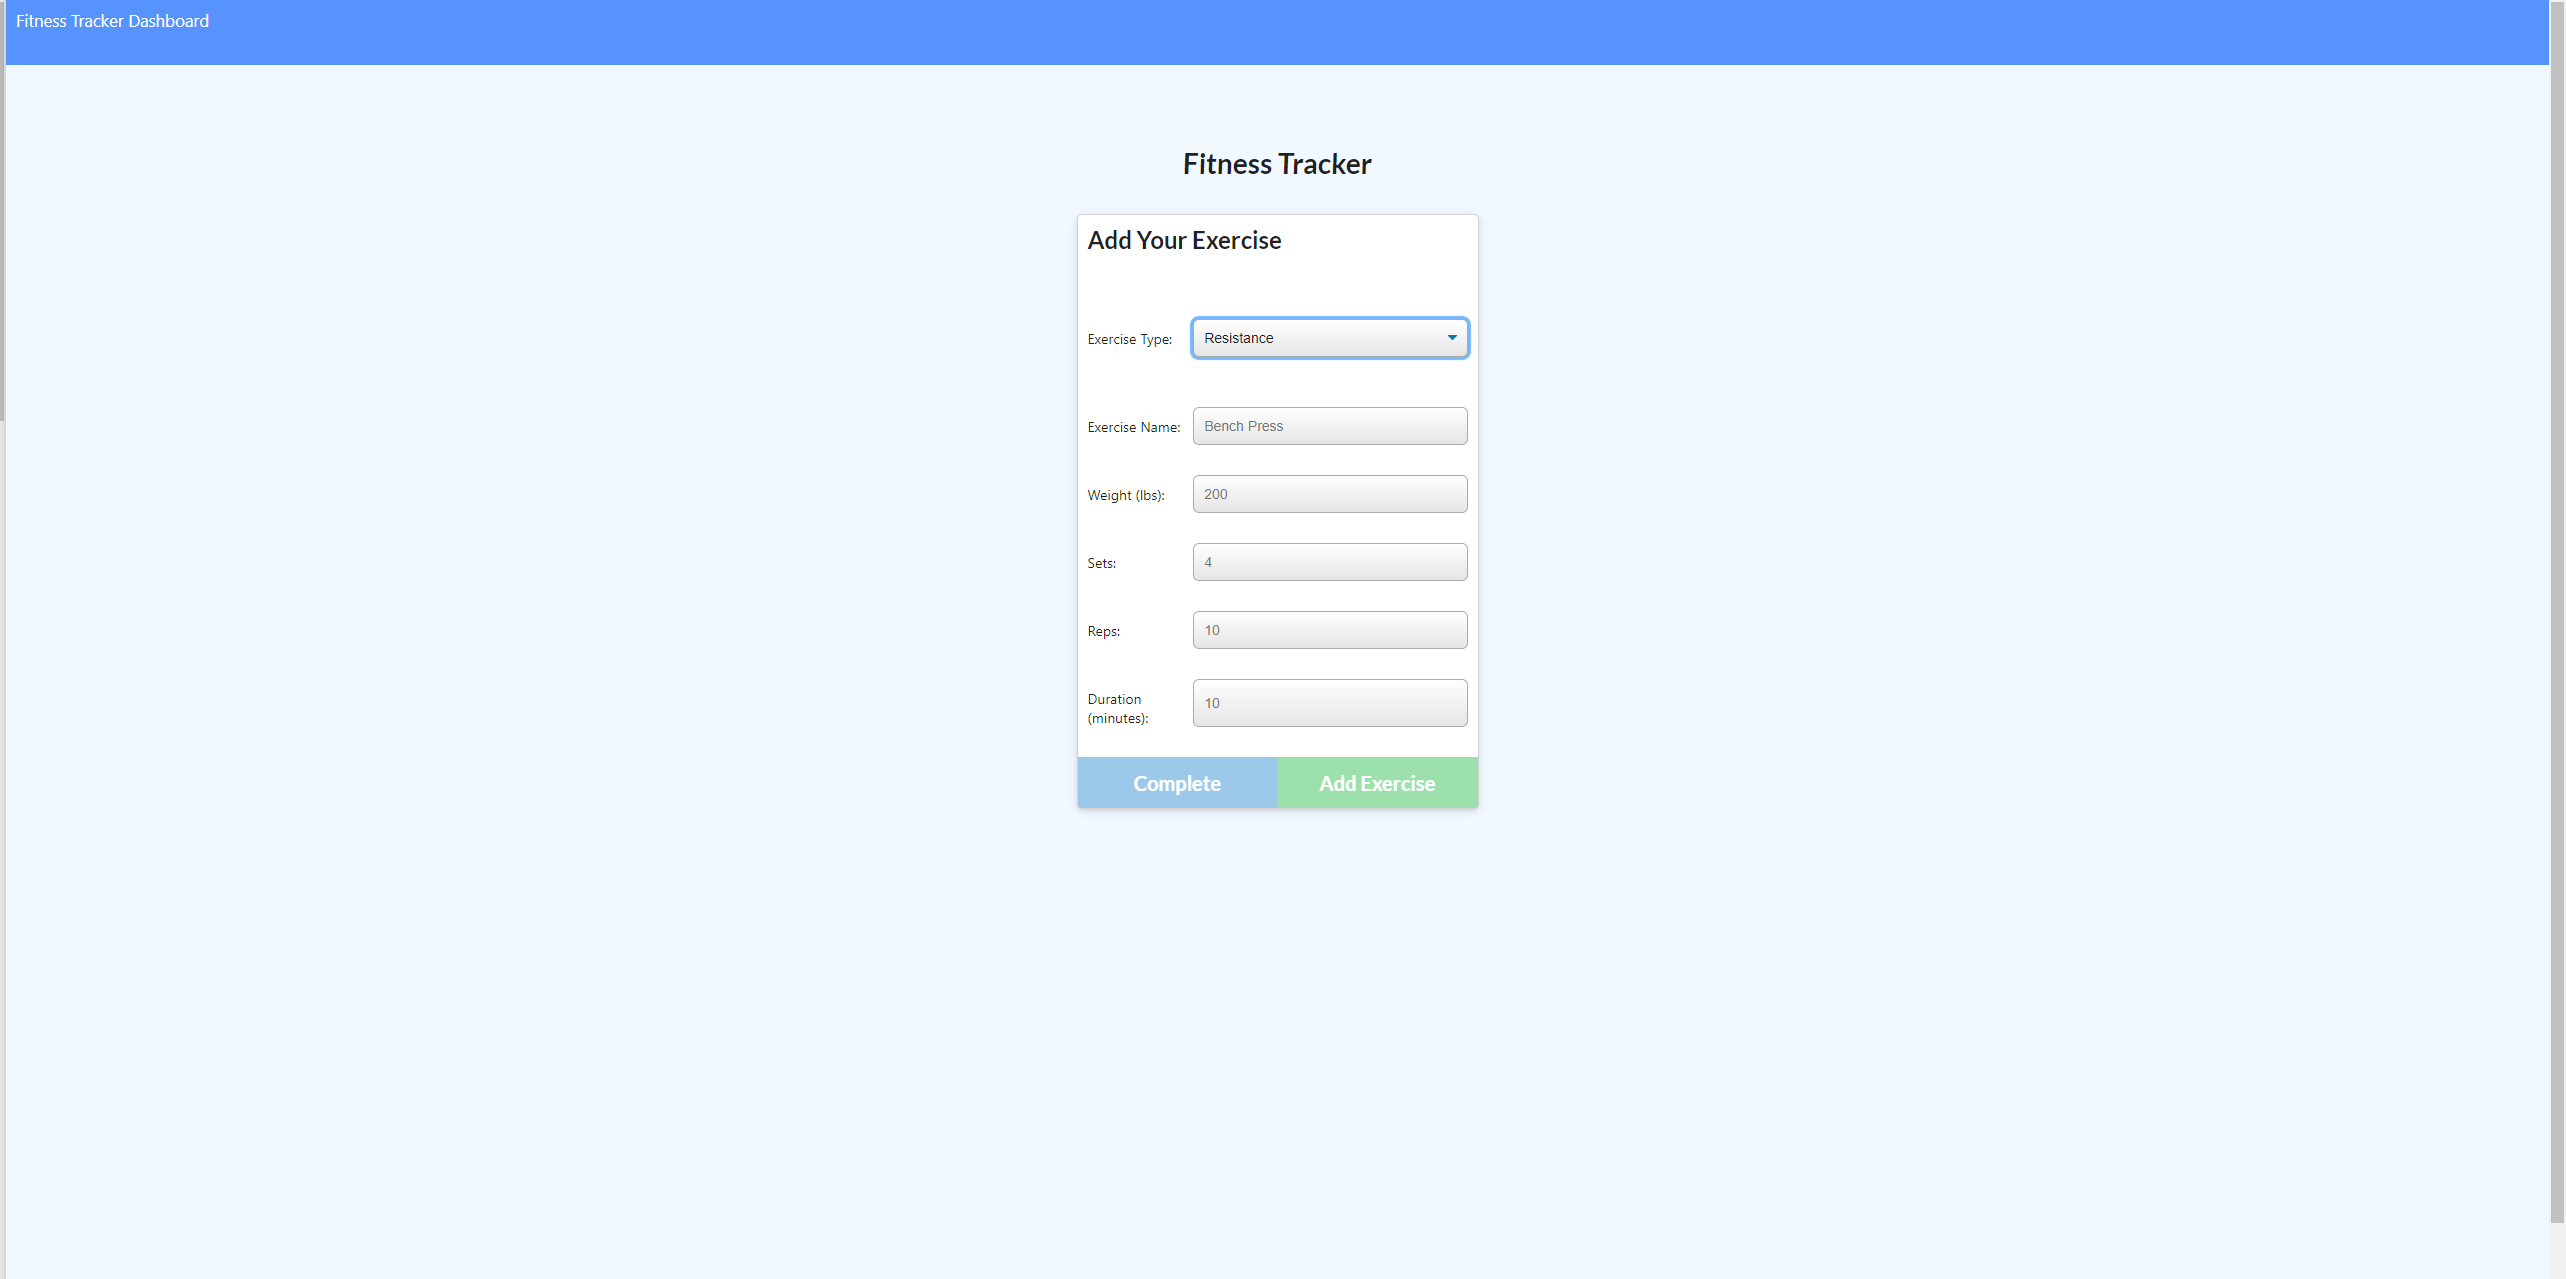 Fitness Tracker Dashboard
Fitness Tracker
Add Your Exercise
Exercise Type: Resistance
Exercise Name: Bench Press
Weight (lbs): 200
Sets: 4
Reps: 10
Duration (minutes): 10
Complete Add Exercise